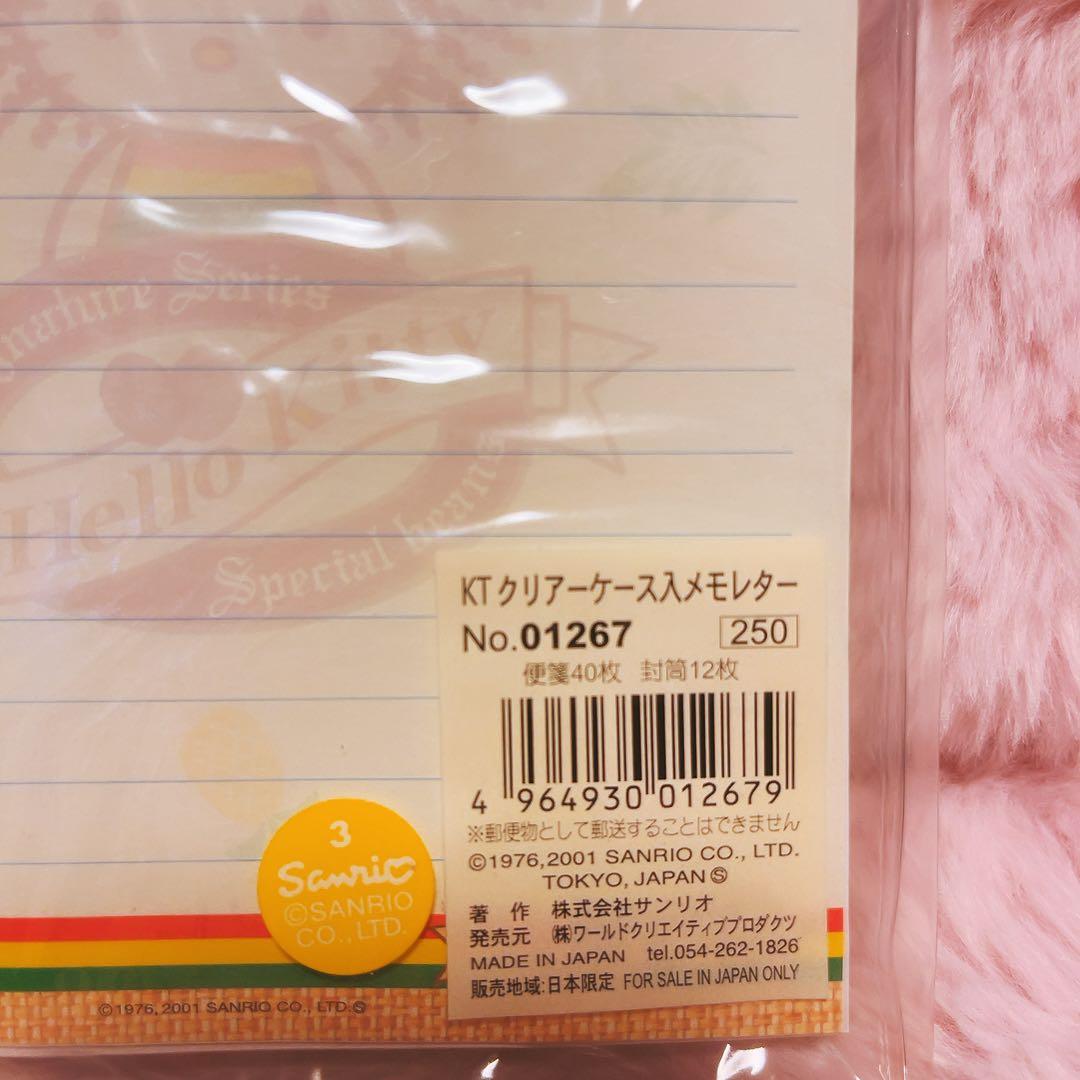 Series
Hello Kitty
Special beans
KTクリアーケース入メモレター
No.01267 250
便箋40枚 封筒12枚
4 964930 012679
※郵便物として郵送することはできません
©1976,2001 SANRIO CO., LTD.
TOKYO, JAPAN Ⓢ
著 作 株式会社サンリオ
発売元 ㈱ワールドクリエイティブプロダクツ
MADE IN JAPAN tel.054-262-1826
販売地域:日本限定 FOR SALE IN JAPAN ONLY
3
Sanrio
©SANRIO
CO., LTD.
©1976, 2001 SANRIO CO., LTD.Ⓢ